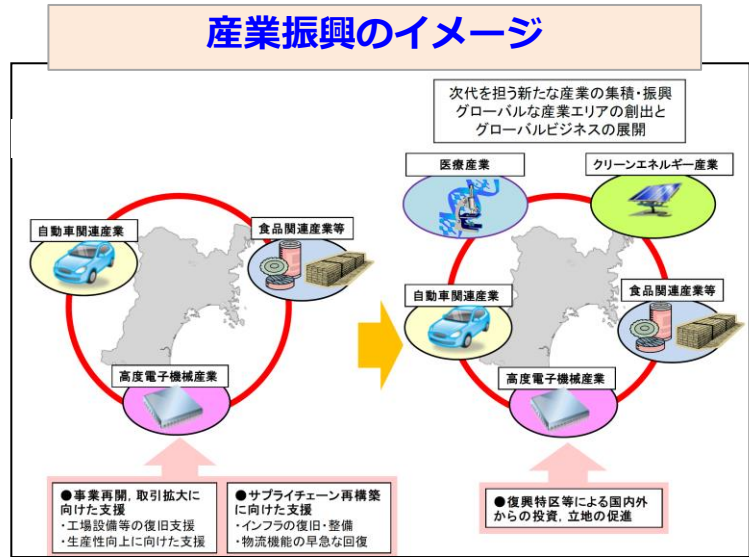 産業振興のイメージ
次代を担う新たな産業の集積・振興
グローバルな産業エリアの創出と
グローバルビジネスの展開
自動車関連産業
食品関連産業等
高度電子機械産業
医療産業
クリーンエネルギー産業
自動車関連産業
食品関連産業等
高度電子機械産業
●事業再開，取引拡大に
向けた支援
・工場設備等の復旧支援
・生産性向上に向けた支援
●サプライチェーン再構築
に向けた支援
・インフラの復旧・整備
・物流機能の早急な回復
●復興特区等による国内外
からの投資，立地の促進